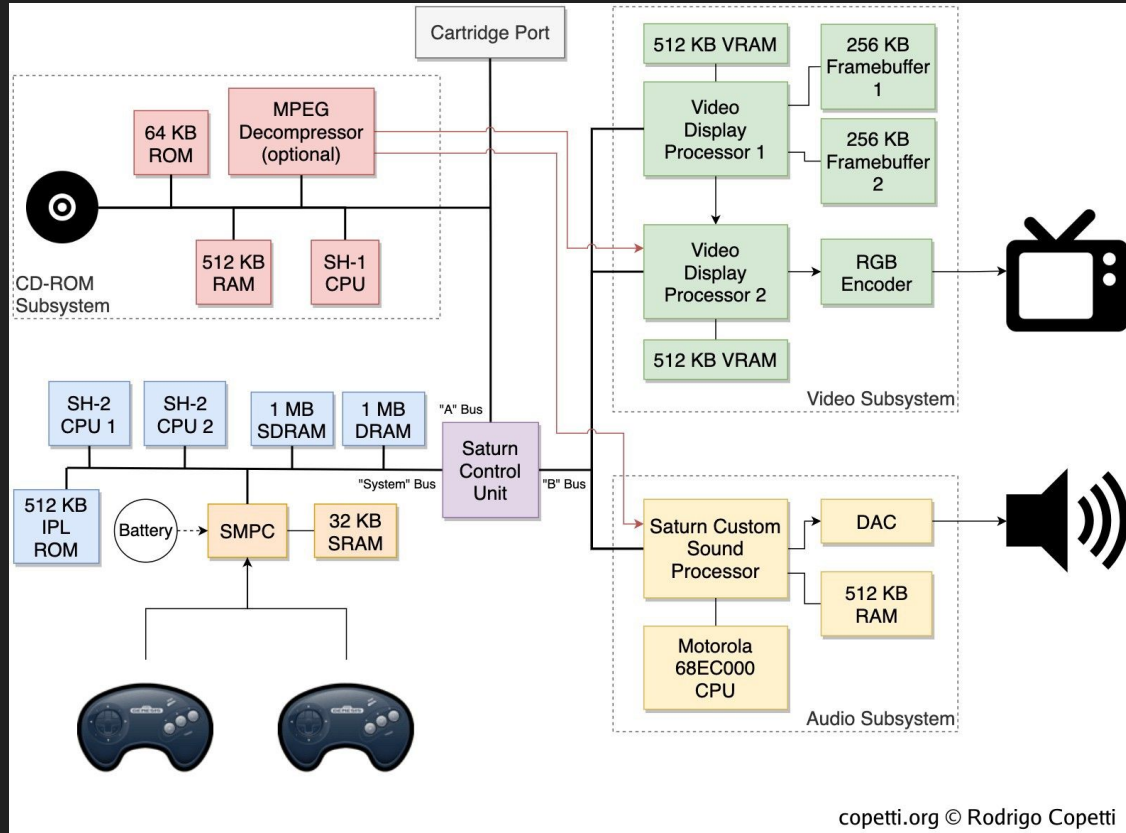 Cartridge Port
64 KB
ROM
MPEG
Decompressor
(optional)
512 KB
RAM
SH-1
CPU
CD-ROM
Subsystem
512 KB VRAM
Video
Display
Processor 1
256 KB
Framebuffer
1
256 KB
Framebuffer
2
Video
Display
Processor 2
RGB
Encoder
512 KB VRAM
Video Subsystem
SH-2
CPU 1
SH-2
CPU 2
1 MB
SDRAM
1 MB
DRAM
"A" Bus
Saturn
Control
Unit
"System" Bus
"B" Bus
512 KB
IPL
ROM
Battery
SMPC
32 KB
SRAM
Saturn Custom
Sound
Processor
DAC
512 KB
RAM
Motorola
68EC000
CPU
Audio Subsystem
copetti.org © Rodrigo Copetti